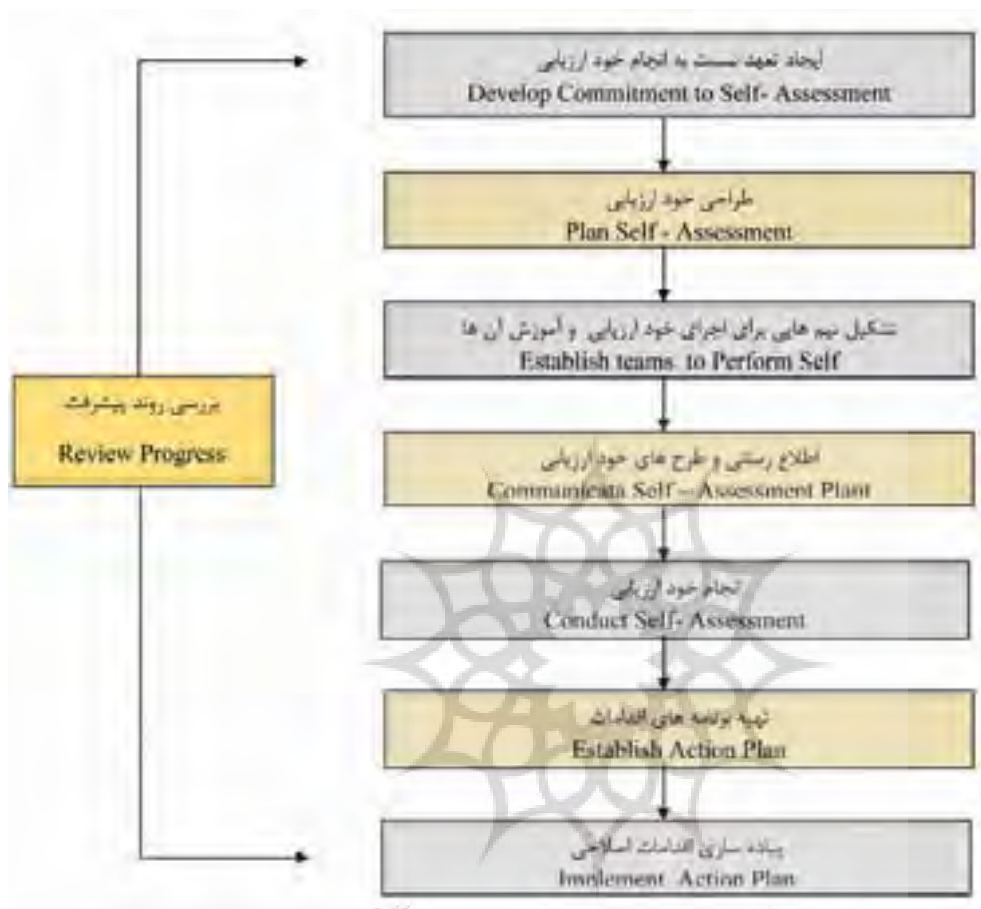 ایجاد تعهد نسبت به انجام خود ارزیابی
Develop Commitment to Self- Assessment
طراحی خود ارزیابی
Plan Self - Assessment
تشکیل تیم هایی برای اجرای خود ارزیابی و آموزش آن ها
Establish teams to Perform Self
بررسی روند پیشرفت
Review Progress
اطلاع رسانی و طرح های خود ارزیابی
Communicata Self – Assessment Plant
انجام خود ارزیابی
Conduct Self- Assessment
تهیه برنامه های اقدامات
Establish Action Plan
پیاده سازی اقدامات اصلاحی
Implement Action Plan